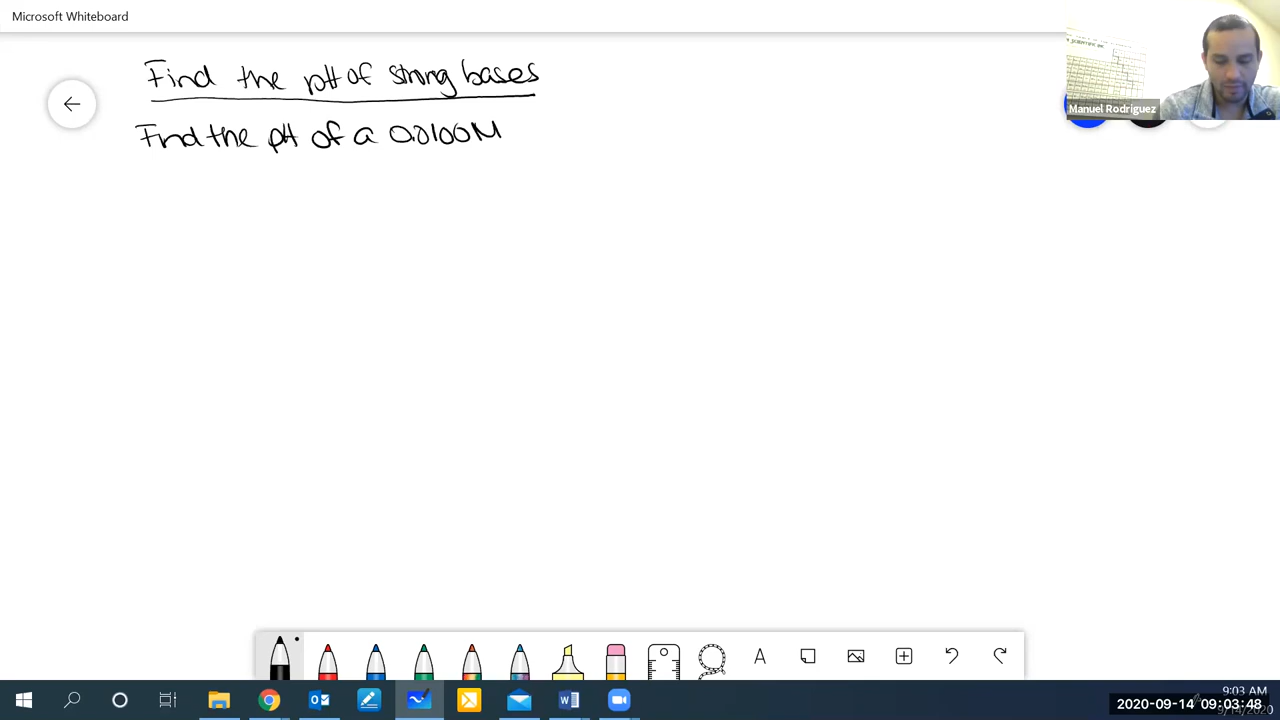 Microsoft Whiteboard
Find the pH of strong bases
Find the pH of a 0.0100M
Manuel Rodriguez
A
9:03 AM
2020-09-14 09:03:48